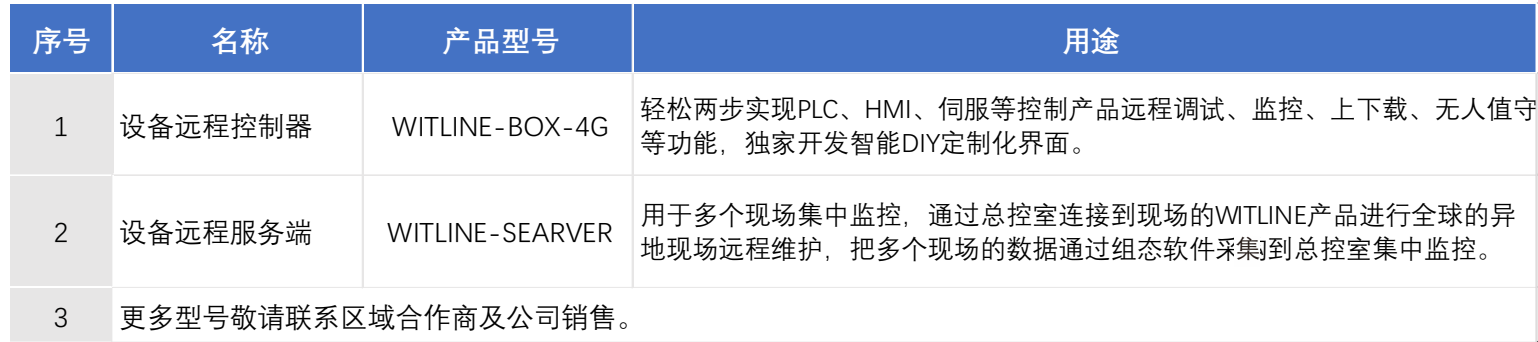 序号 名称 产品型号 用途
1 设备远程控制器 WITLINE-BOX-4G 轻松两步实现PLC、HMI、伺服等控制产品远程调试、监控、上下载、无人值守
等功能，独家开发智能DIY定制化界面。
2 设备远程服务端 WITLINE-SEARVER 用于多个现场集中监控，通过总控室连接到现场的WITLINE产品进行全球的异
地现场远程维护，把多个现场的数据通过组态软件采集到总控室集中监控。
3 更多型号敬请联系区域合作商及公司销售。